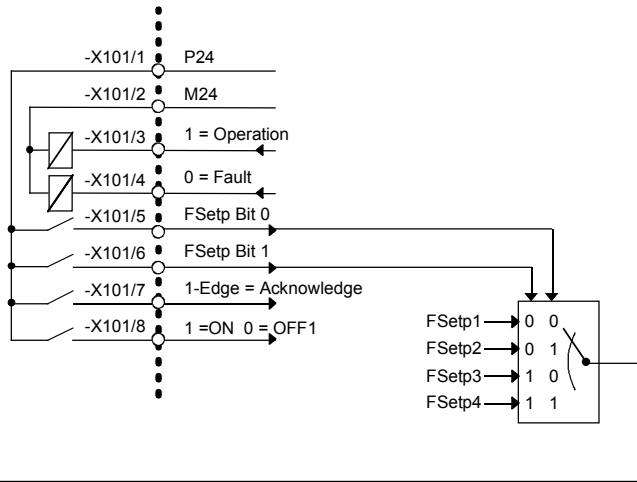 -X101/1 P24
-X101/2 M24
-X101/3 1 = Operation
-X101/4 0 = Fault
-X101/5 FSetp Bit 0
-X101/6 FSetp Bit 1
-X101/7 1-Edge = Acknowledge
-X101/8 1 =ON 0 = OFF1
FSetp1 0 0
FSetp2 0 1
FSetp3 1 0
FSetp4 1 1